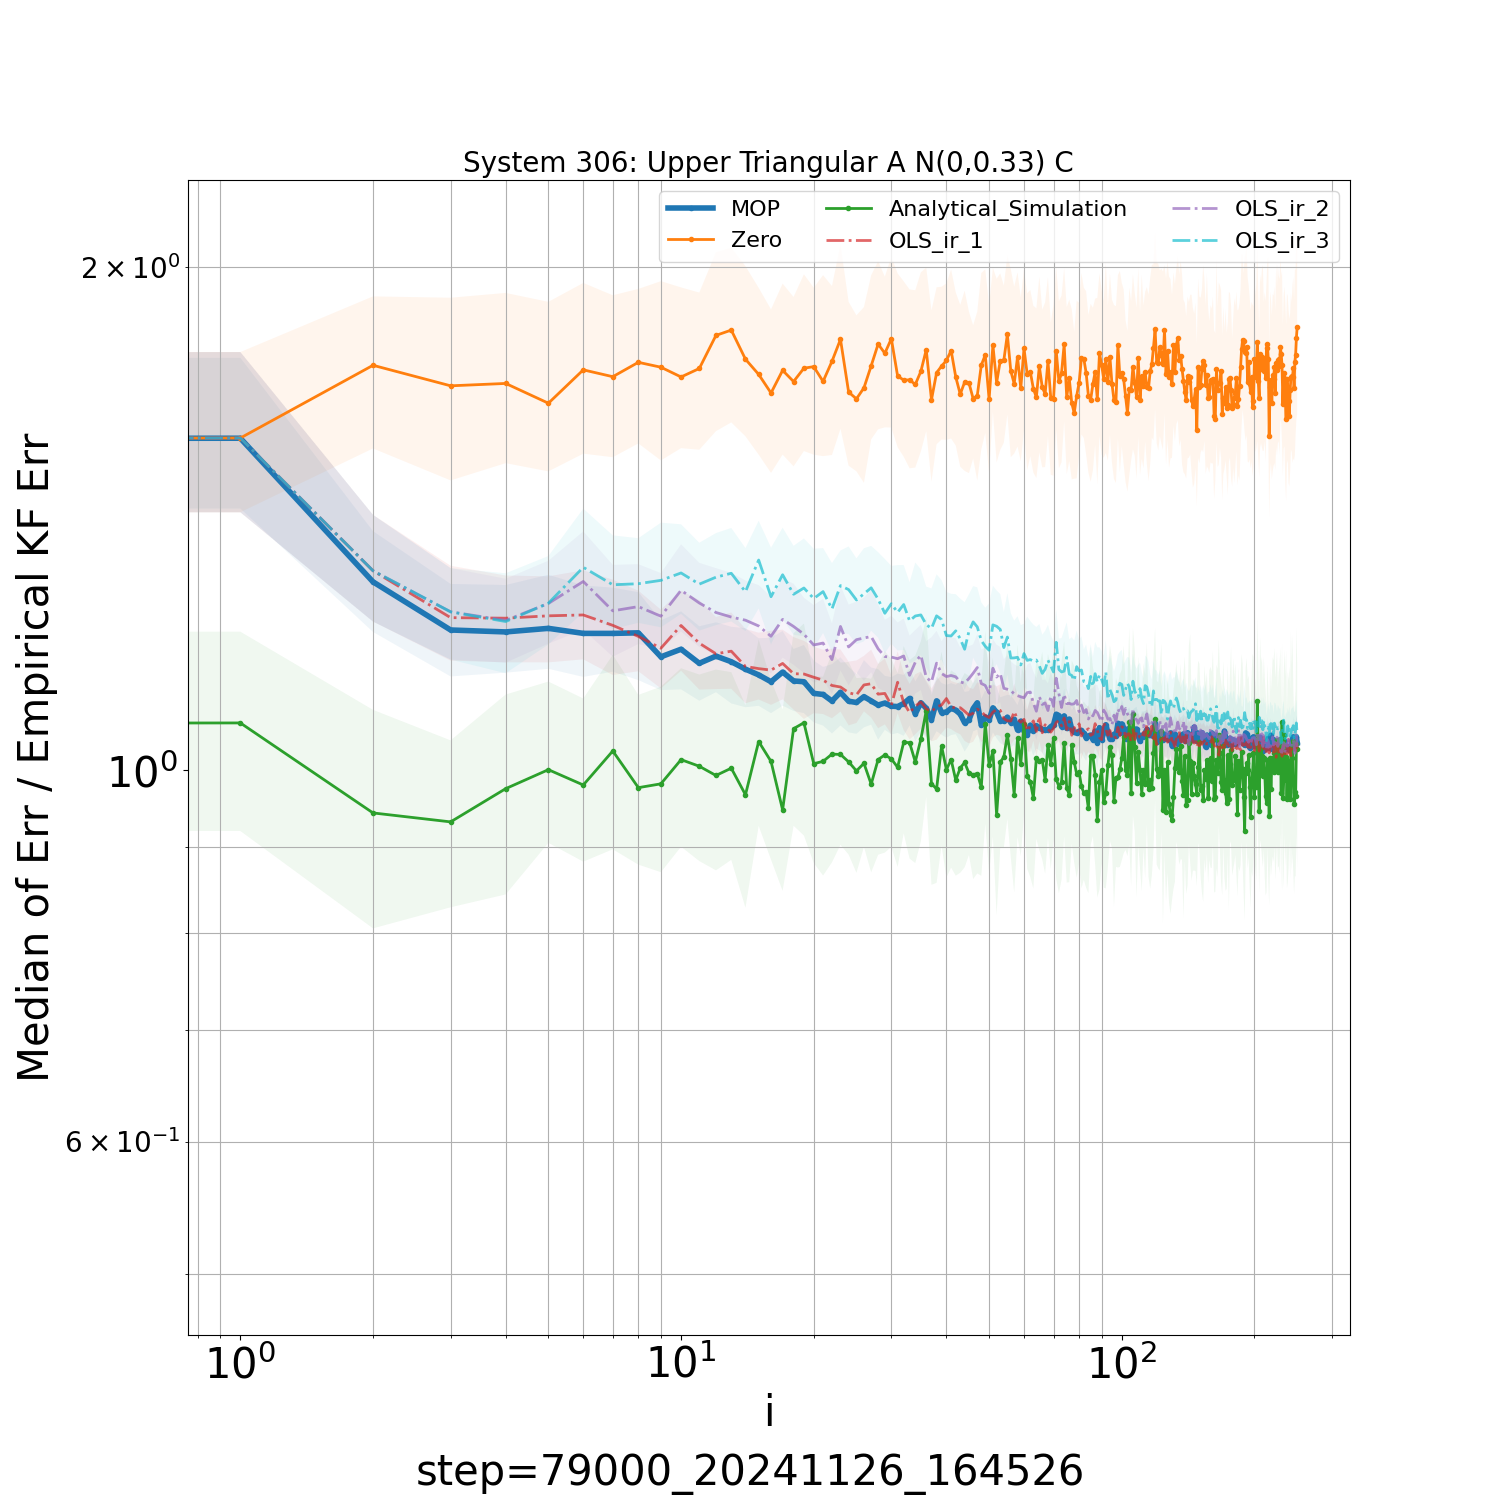 System 306: Upper Triangular A N(0,0.33) C
MOP
Zero
Analytical_Simulation
OLS_ir_1
OLS_ir_2
OLS_ir_3
Median of Err / Empirical KF Err
2 × 10⁰
10⁰
6 × 10⁻¹
10⁰ 10¹ 10²
i
step=79000_20241126_164526